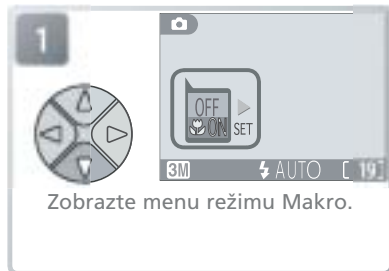 1
OFF
ON SET
3M AUTO [ 19]
Zobrazte menu režimu Makro.